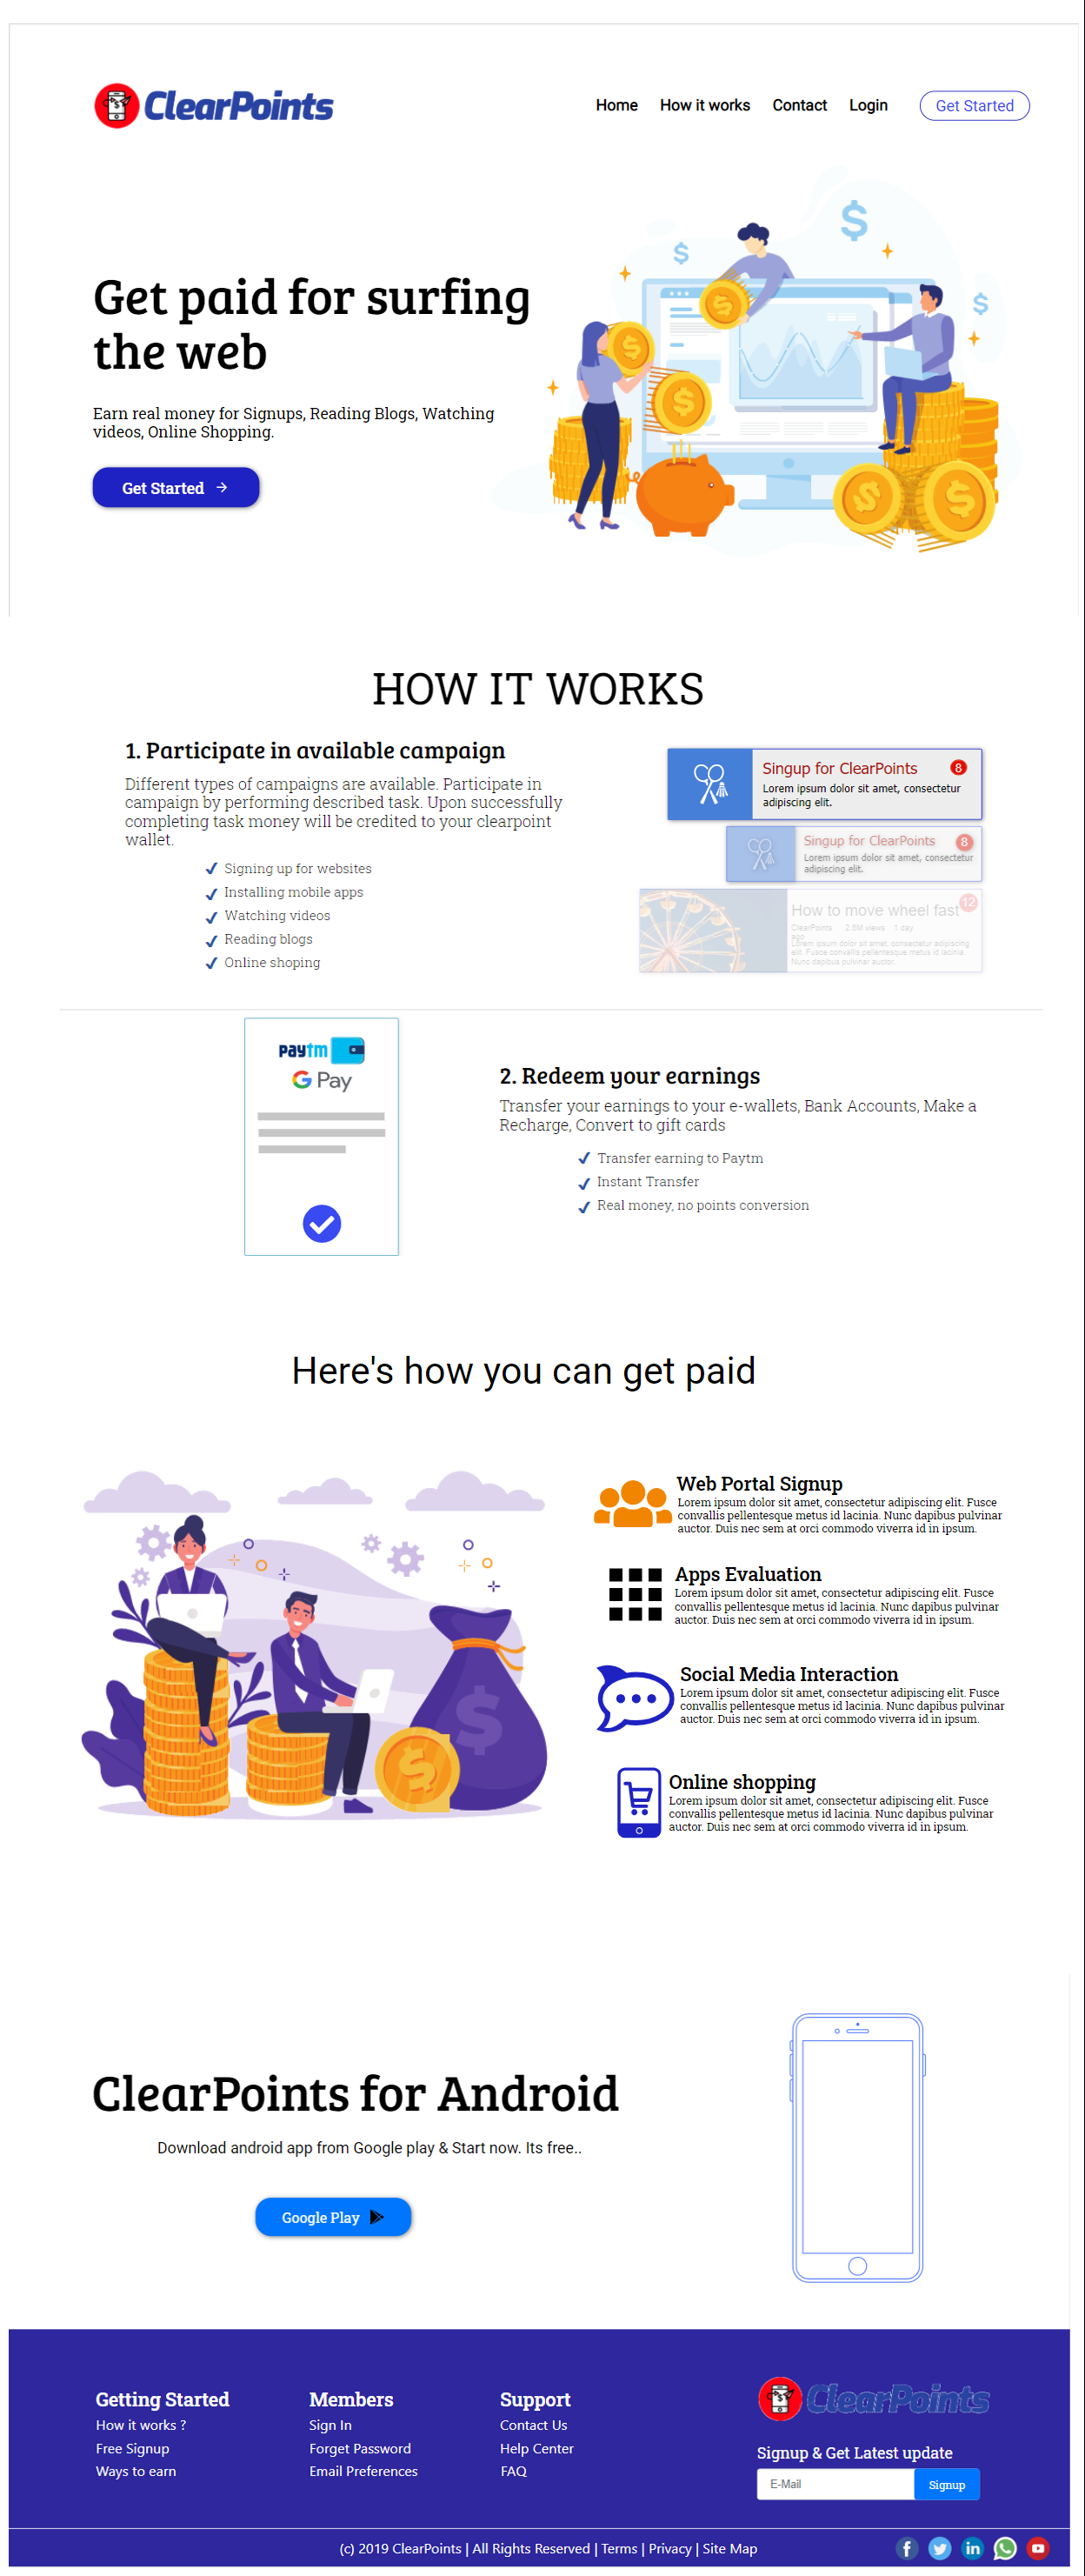 ClearPoints
Home How it works Contact Login Get Started
Get paid for surfing
the web
Earn real money for Signups, Reading Blogs, Watching
videos, Online Shopping.
Get Started
HOW IT WORKS
1. Participate in available campaign
Different types of campaigns are available. Participate in
campaign by performing described task. Upon successfully
completing task money will be credited to your clearpoint
wallet.
Signing up for websites
Installing mobile apps
Watching videos
Reading blogs
Online shoping
Singup for ClearPoints 8
Lorem ipsum dolor sit amet, consectetur
adipiscing elit.
Singup for ClearPoints 8
Lorem ipsum dolor sit amet, consectetur
adipiscing elit.
How to move wheel fast 12
ClearPoints 2.6M views 1 day
ago
Lorem ipsum dolor sit amet, consectetur adipiscing
elit. Fusce convallis pellentesque metus id lacinia.
Nunc dapibus pulvinar auctor.
paytm
G Pay
2. Redeem your earnings
Transfer your earnings to your e-wallets, Bank Accounts, Make a
Recharge, Convert to gift cards
Transfer earning to Paytm
Instant Transfer
Real money, no points conversion
Here's how you can get paid
Web Portal Signup
Lorem ipsum dolor sit amet, consectetur adipiscing elit. Fusce
convallis pellentesque metus id lacinia. Nunc dapibus pulvinar
auctor. Duis nec sem at orci commodo viverra id in ipsum.
Apps Evaluation
Lorem ipsum dolor sit amet, consectetur adipiscing elit. Fusce
convallis pellentesque metus id lacinia. Nunc dapibus pulvinar
auctor. Duis nec sem at orci commodo viverra id in ipsum.
Social Media Interaction
Lorem ipsum dolor sit amet, consectetur adipiscing elit. Fusce
convallis pellentesque metus id lacinia. Nunc dapibus pulvinar
auctor. Duis nec sem at orci commodo viverra id in ipsum.
Online shopping
Lorem ipsum dolor sit amet, consectetur adipiscing elit. Fusce
convallis pellentesque metus id lacinia. Nunc dapibus pulvinar
auctor. Duis nec sem at orci commodo viverra id in ipsum.
ClearPoints for Android
Download android app from Google play & Start now. Its free..
Google Play
Getting Started
How it works ?
Free Signup
Ways to earn
Members
Sign In
Forget Password
Email Preferences
Support
Contact Us
Help Center
FAQ
ClearPoints
Signup & Get Latest update
E-Mail Signup
(c) 2019 ClearPoints | All Rights Reserved | Terms | Privacy | Site Map